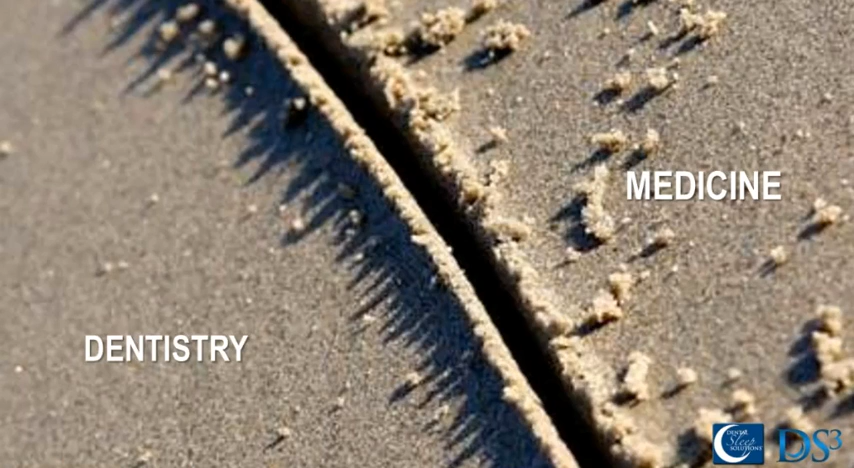 MEDICINE
DENTISTRY
DENTAL
Sleep
SOLUTIONS
DS³